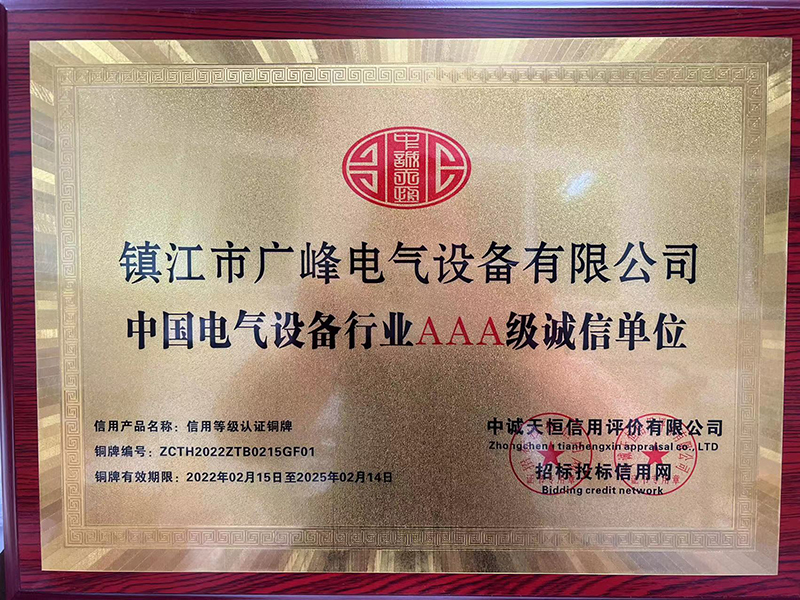 中诚天恒
镇江市广峰电气设备有限公司
中国电气设备行业AAA级诚信单位
信用产品名称：信用等级认证铜牌
铜牌编号：ZCTH2022ZTB0215GF01
铜牌有效期限：2022年02月15日至2025年02月14日
中诚天恒信用评价有限公司
Zhongcheng tianhengxin appraisal co., LTD
招标投标信用网
Bidding credit network